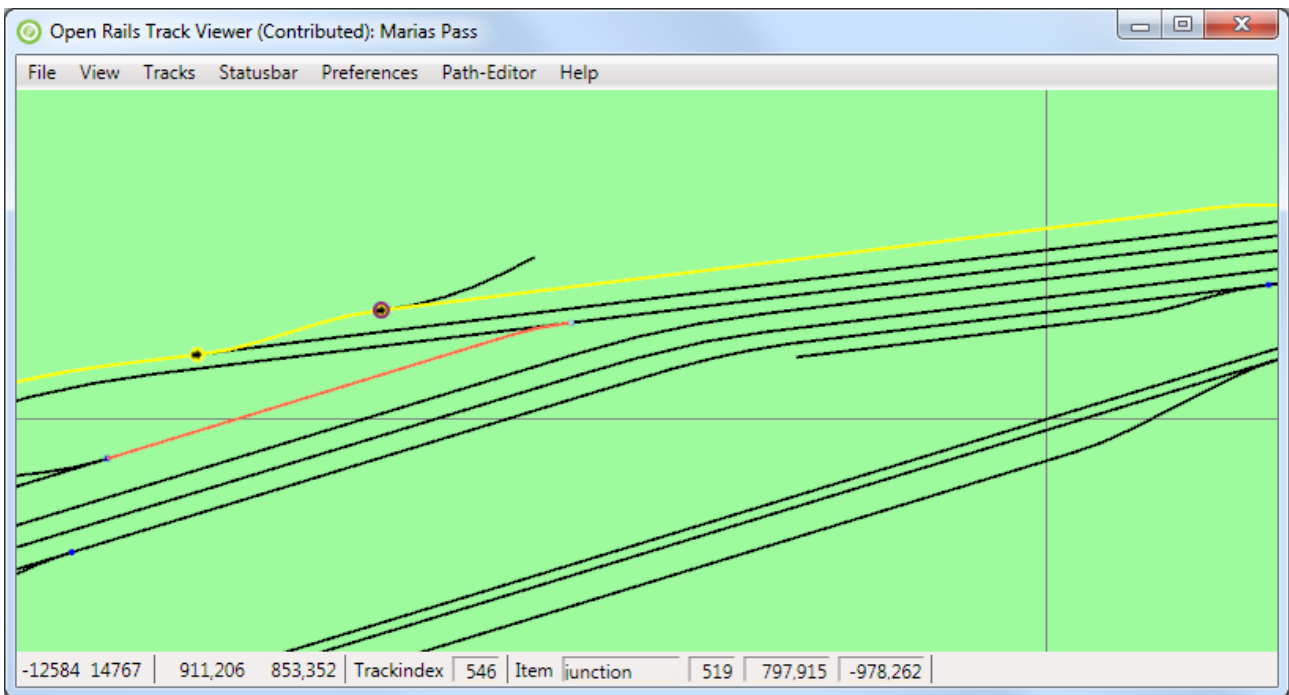 Open Rails Track Viewer (Contributed): Marias Pass
File View Tracks Statusbar Preferences Path-Editor Help
-12584 14767 911,206 853,352 Trackindex 546 Item junction 519 797,915 -978,262